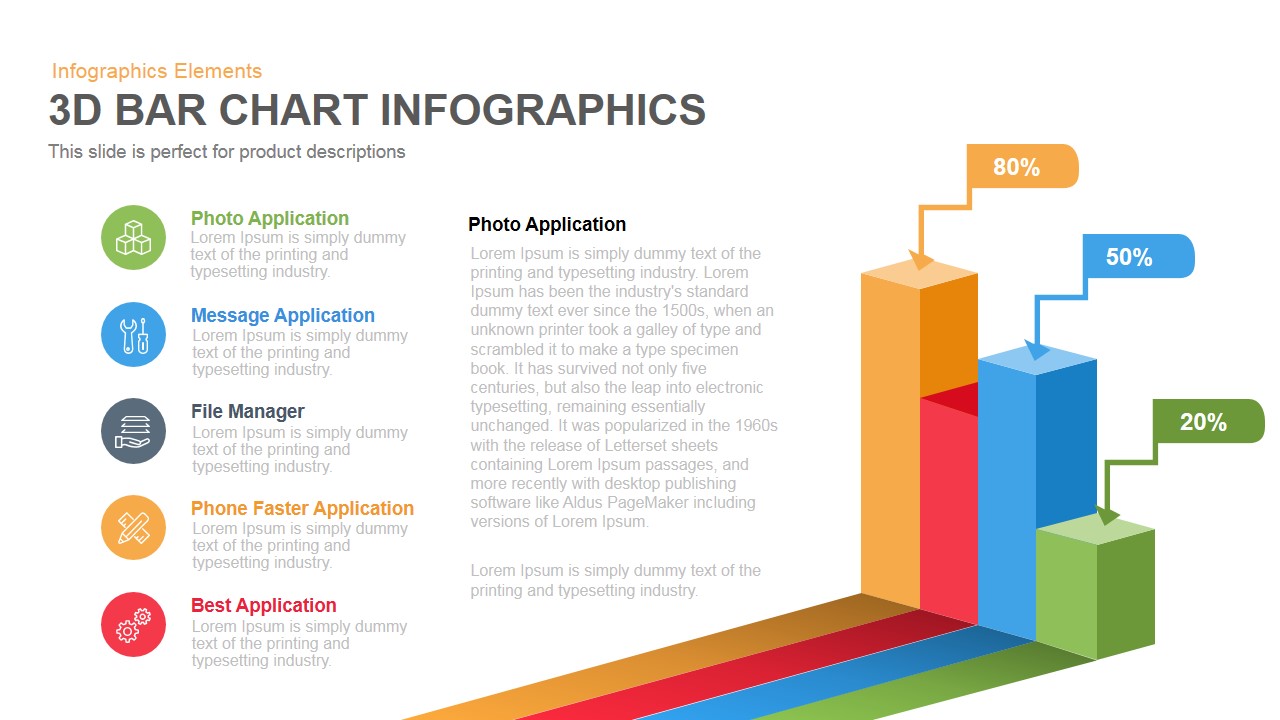 Infographics Elements
3D BAR CHART INFOGRAPHICS
This slide is perfect for product descriptions
Photo Application
Lorem Ipsum is simply dummy
text of the printing and
typesetting industry.
Message Application
Lorem Ipsum is simply dummy
text of the printing and
typesetting industry.
File Manager
Lorem Ipsum is simply dummy
text of the printing and
typesetting industry.
Phone Faster Application
Lorem Ipsum is simply dummy
text of the printing and
typesetting industry.
Best Application
Lorem Ipsum is simply dummy
text of the printing and
typesetting industry.
Photo Application
Lorem Ipsum is simply dummy text of the
printing and typesetting industry. Lorem
Ipsum has been the industry's standard
dummy text ever since the 1500s, when an
unknown printer took a galley of type and
scrambled it to make a type specimen
book. It has survived not only five
centuries, but also the leap into electronic
typesetting, remaining essentially
unchanged. It was popularized in the 1960s
with the release of Letterset sheets
containing Lorem Ipsum passages, and
more recently with desktop publishing
software like Aldus PageMaker including
versions of Lorem Ipsum.
Lorem Ipsum is simply dummy text of the
printing and typesetting industry.
80%
50%
20%